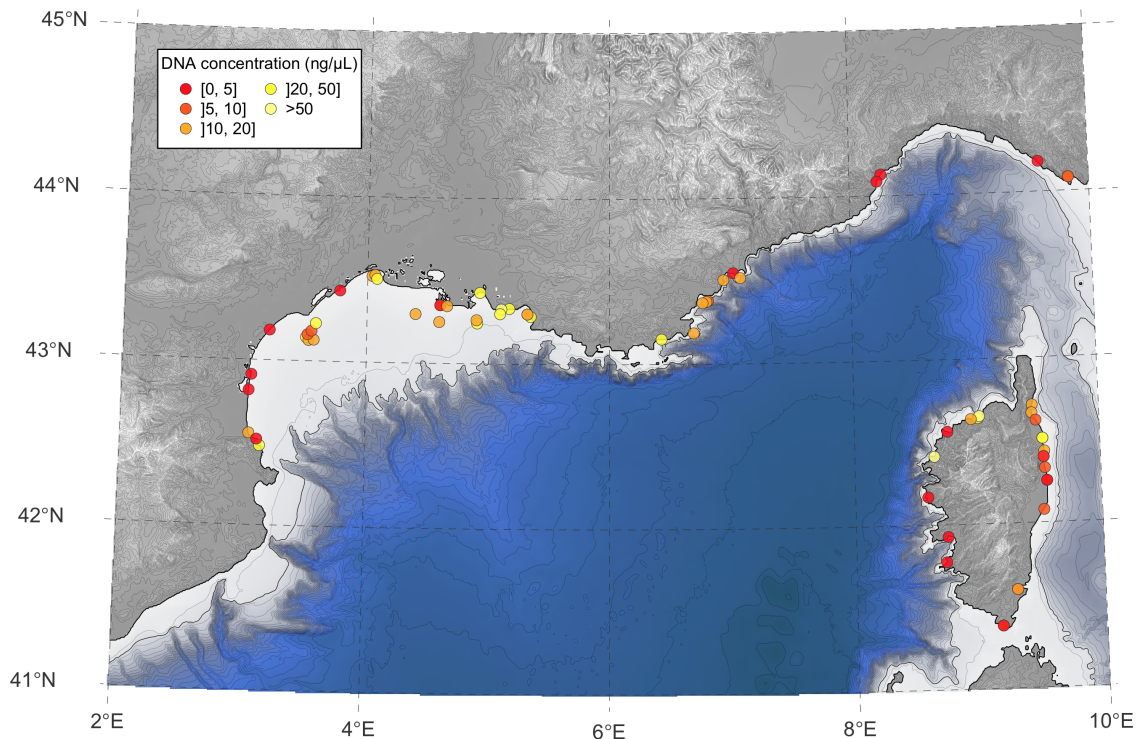 45°N
DNA concentration (ng/µL)
[0, 5] ]20, 50]
]5, 10] >50
]10, 20]
44°N
43°N
42°N
41°N
2°E 4°E 6°E 8°E 10°E